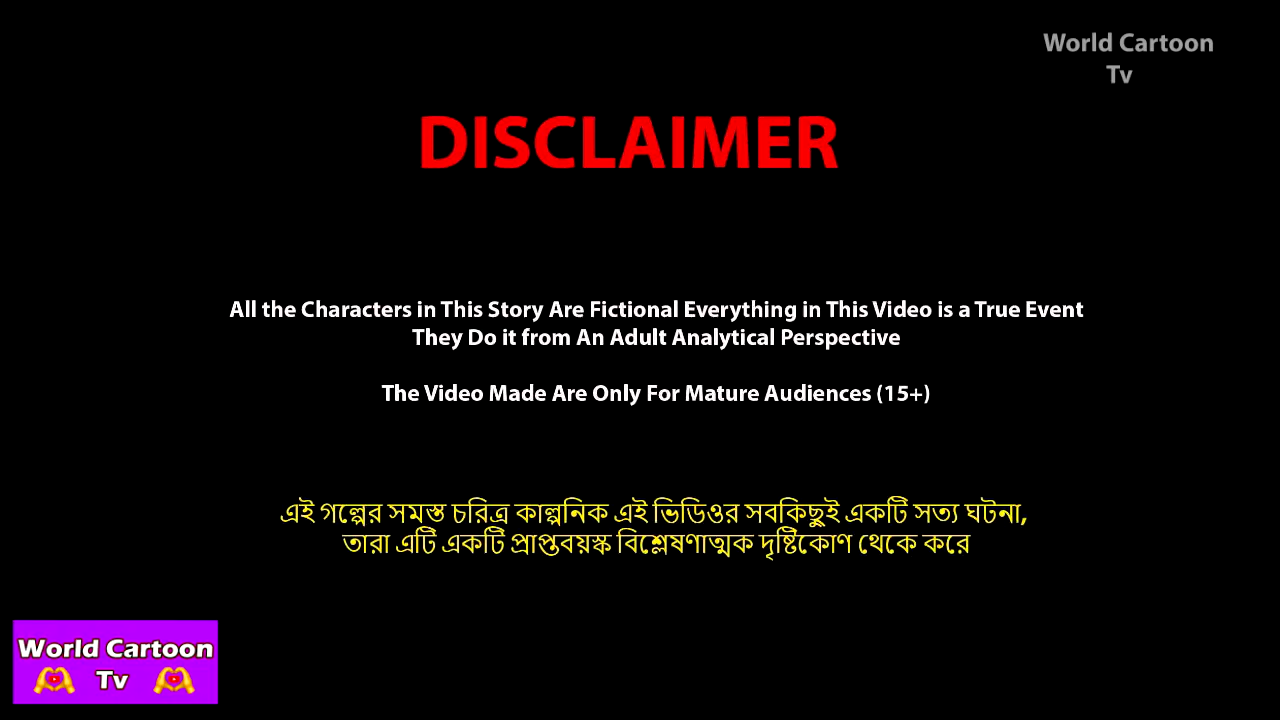 World Cartoon
Tv
DISCLAIMER
All the Characters in This Story Are Fictional Everything in This Video is a True Event
They Do it from An Adult Analytical Perspective
The Video Made Are Only For Mature Audiences (15+)
এই গল্পের সমস্ত চরিত্র কাল্পনিক এই ভিডিওর সবকিছুই একটি সত্য ঘটনা,
তারা এটি একটি প্রাপ্তবয়স্ক বিশ্লেষণাত্মক দৃষ্টিকোণ থেকে করে
World Cartoon
Tv